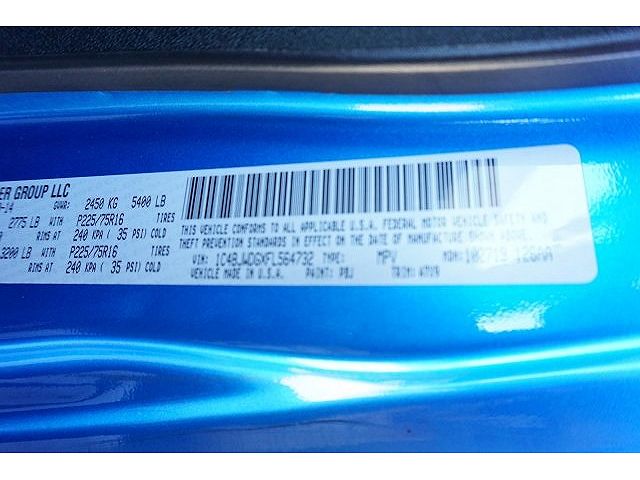 ER GROUP LLC
-14 GVWR: 2450 KG 5400 LB
2775 LB WITH P225/75R16 TIRES
RIMS AT 240 KPA ( 35 PSI) COLD
3200 LB WITH P225/75R16 TIRES
RIMS AT 240 KPA ( 35 PSI) COLD
THIS VEHICLE CONFORMS TO ALL APPLICABLE U.S.A. FEDERAL MOTOR VEHICLE SAFETY AND
THEFT PREVENTION STANDARDS IN EFFECT ON THE DATE OF MANUFACTURE SHOWN ABOVE
VIN: 1C4BJWDGXFL564732 TYPE: MPV MDH:
VEHICLE MADE IN U.S.A. PAINT: PBJ TRIM: